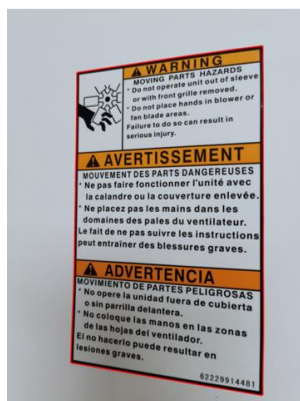 WARNING
MOVING PARTS HAZARDS
* Do not operate unit out of sleeve
or with front grille removed.
* Do not place hands in blower or
fan blade areas.
Failure to do so can result in
serious injury.
AVERTISSEMENT
MOUVEMENT DES PARTS DANGEREUSES
* Ne pas faire fonctionner l'unité avec
la calandre ou la couverture enlevée.
* Ne placez pas les mains dans les
domaines des pales du ventilateur.
Le fait de ne pas suivre les instructions
peut entraîner des blessures graves.
ADVERTENCIA
MOVIMIENTO DE PARTES PELIGROSAS
* No opere la unidad fuera de cubierta
o sin parrilla delantera.
* No coloque las manos en las zonas
de las hojas del ventilador.
El no hacerlo puede resultar en
lesiones graves.
62229914481